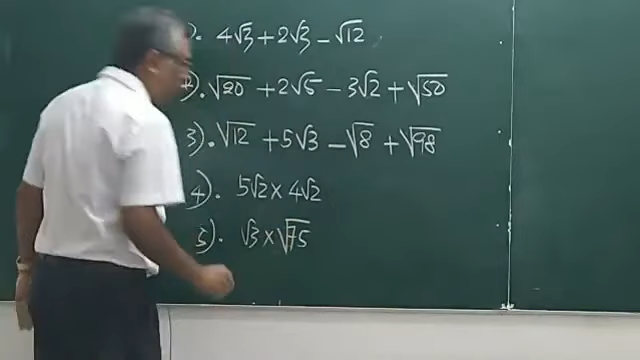 ). 4√3 + 2√3 - √12
2). √20 + 2√5 - 3√2 + √50
3). √12 + 5√3 - √8 + √98
4). 5√2 × 4√2
5). √3 × √75